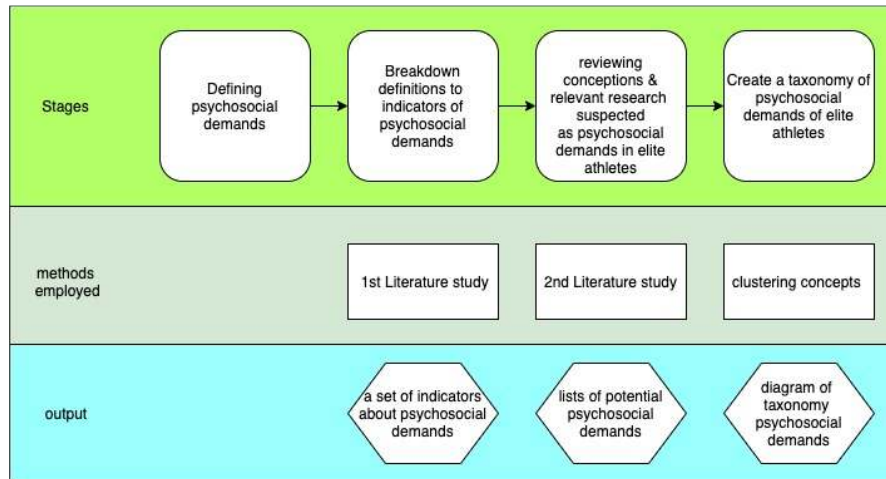 Stages
Defining
psychosocial
demands
Breakdown
definitions to
indicators of
psychosocial
demands
reviewing
conceptions &
relevant research
suspected
as psychosocial
demands in elite
athletes
Create a taxonomy of
psychosocial
demands of elite
athletes
methods
employed
1st Literature study
2nd Literature study
clustering concepts
output
a set of indicators
about psychosocial
demands
lists of potential
psychosocial
demands
diagram of
taxonomy
psychosocial
demands